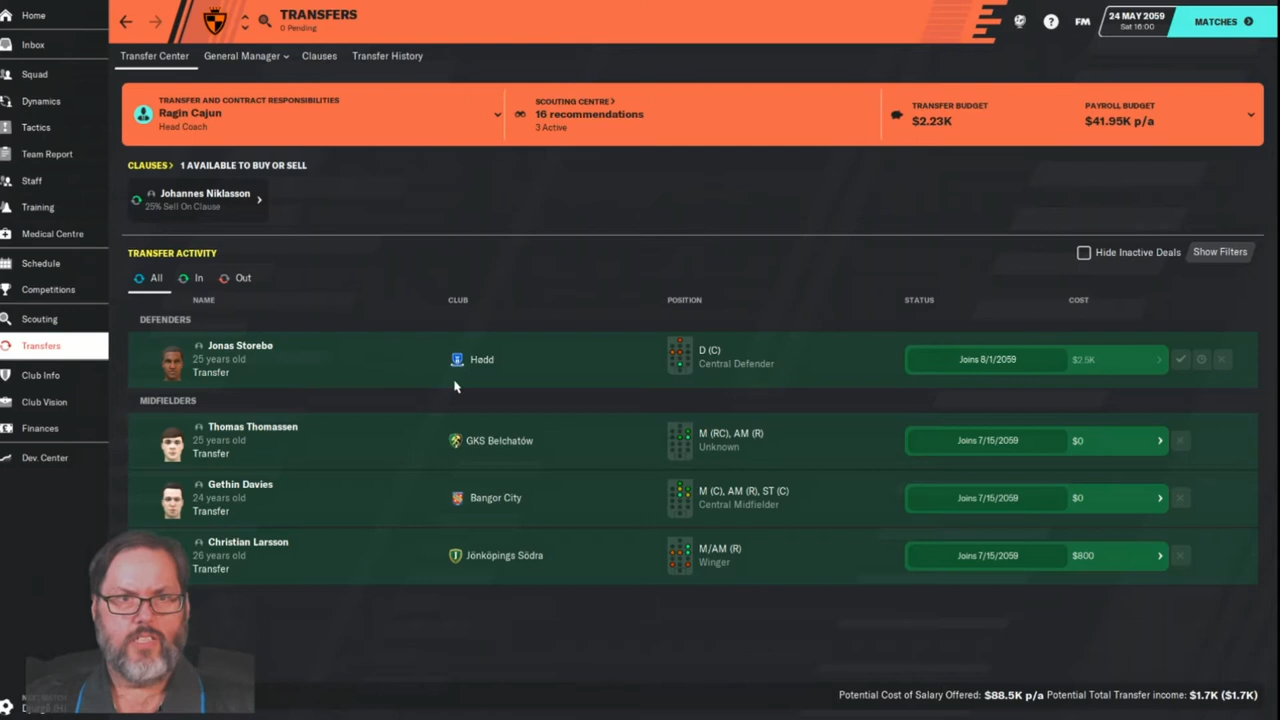 Home
TRANSFERS
0 Pending
FM
24 MAY 2059
Sat 16:00
MATCHES
Inbox
Transfer Center
General Manager
Clauses
Transfer History
Squad
Dynamics
Tactics
Team Report
Staff
Training
Medical Centre
Schedule
Competitions
Scouting
Transfers
Club Info
Club Vision
Finances
Dev. Center
TRANSFER AND CONTRACT RESPONSIBILITIES
Ragin Cajun
Head Coach
SCOUTING CENTRE >
16 recommendations
3 Active
TRANSFER BUDGET
$2.23K
PAYROLL BUDGET
$41.95K p/a
CLAUSES > 1 AVAILABLE TO BUY OR SELL
Johannes Niklasson
25% Sell On Clause
TRANSFER ACTIVITY
Hide Inactive Deals
Show Filters
All In Out
NAME CLUB POSITION STATUS COST
DEFENDERS
Jonas Storebø
25 years old
Transfer
Hødd
D (C)
Central Defender
Joins 8/1/2059
$2.5K
MIDFIELDERS
Thomas Thomassen
25 years old
Transfer
GKS Belchatów
M (RC), AM (R)
Unknown
Joins 7/15/2059
$0
Gethin Davies
24 years old
Transfer
Bangor City
M (C), AM (R), ST (C)
Central Midfielder
Joins 7/15/2059
$0
Christian Larsson
26 years old
Transfer
Jönköpings Södra
M/AM (R)
Winger
Joins 7/15/2059
$800
Potential Cost of Salary Offered: $88.5K p/a Potential Total Transfer income: $1.7K ($1.7K)